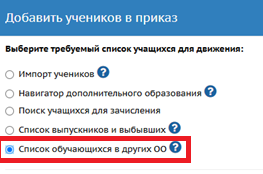 Добавить учеников в приказ
Выберите требуемый список учащихся для движения:
Импорт учеников ?
Навигатор дополнительного образования ?
Поиск учащихся для зачисления
Список выпускников и выбывших ?
Список обучающихся в других ОО ?